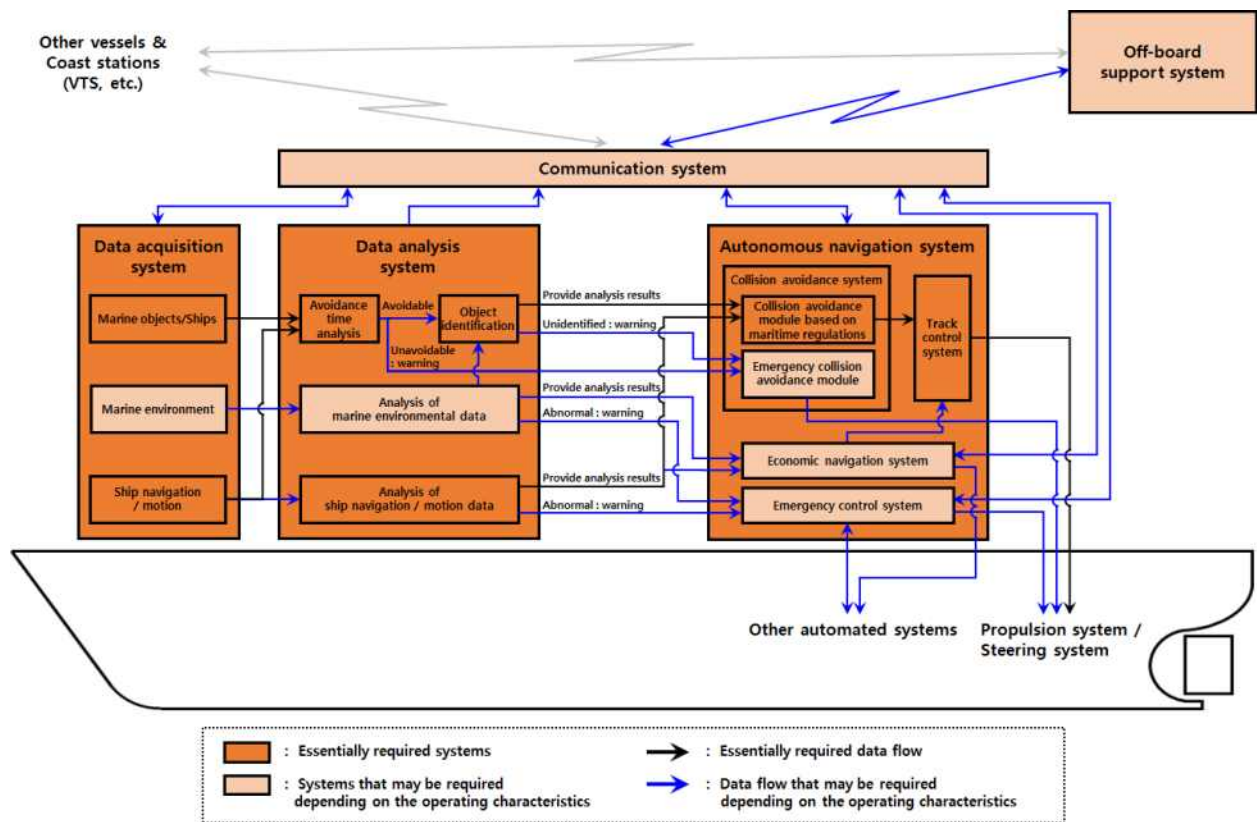 Other vessels &
Coast stations
(VTS, etc.)
Off-board
support system
Communication system
Data acquisition
system
Marine objects/Ships
Marine environment
Ship navigation
/ motion
Data analysis
system
Avoidance
time
analysis
Avoidable
Object
identification
Unavoidable
: warning
Analysis of
marine environmental data
Analysis of
ship navigation / motion data
Provide analysis results
Unidentified : warning
Provide analysis results
Abnormal : warning
Provide analysis results
Abnormal : warning
Autonomous navigation system
Collision avoidance system
Collision avoidance
module based on
maritime regulations
Emergency collision
avoidance module
Track
control
system
Economic navigation system
Emergency control system
Other automated systems
Propulsion system /
Steering system
: Essentially required systems
: Systems that may be required
depending on the operating characteristics
: Essentially required data flow
: Data flow that may be required
depending on the operating characteristics